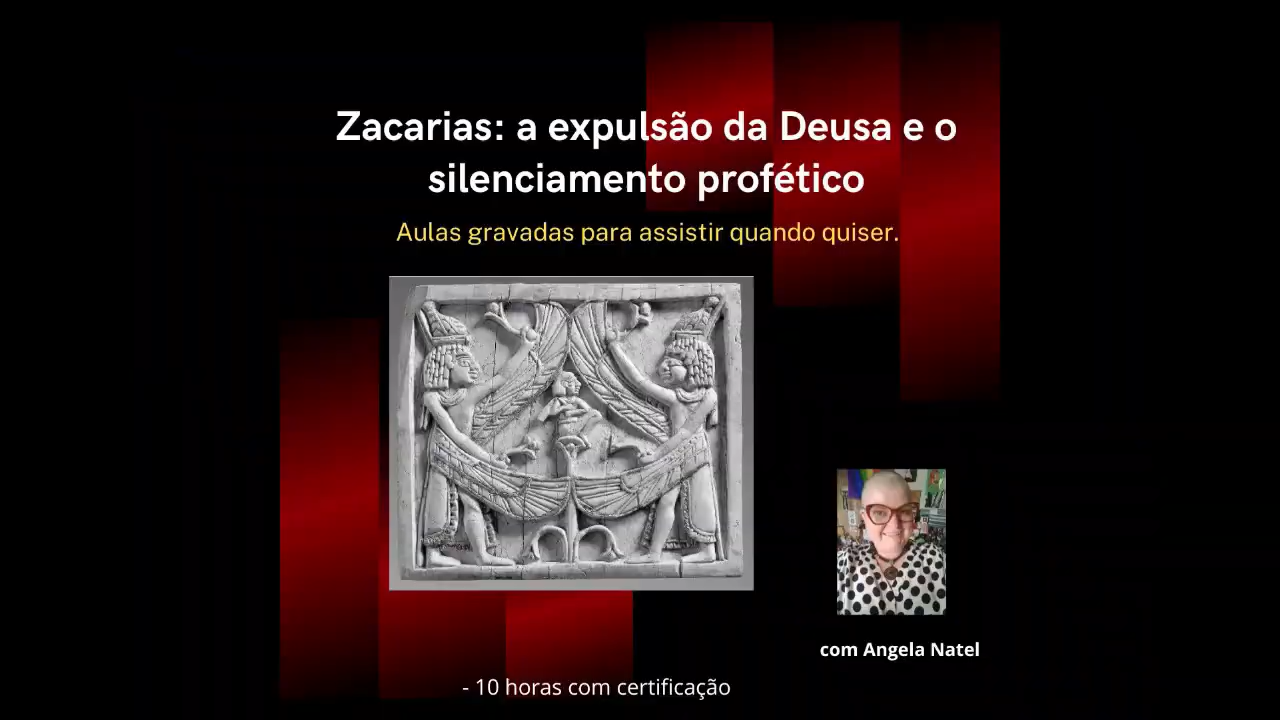 Zacarias: a expulsão da Deusa e o
silenciamento profético
Aulas gravadas para assistir quando quiser.
com Angela Natel
- 10 horas com certificação